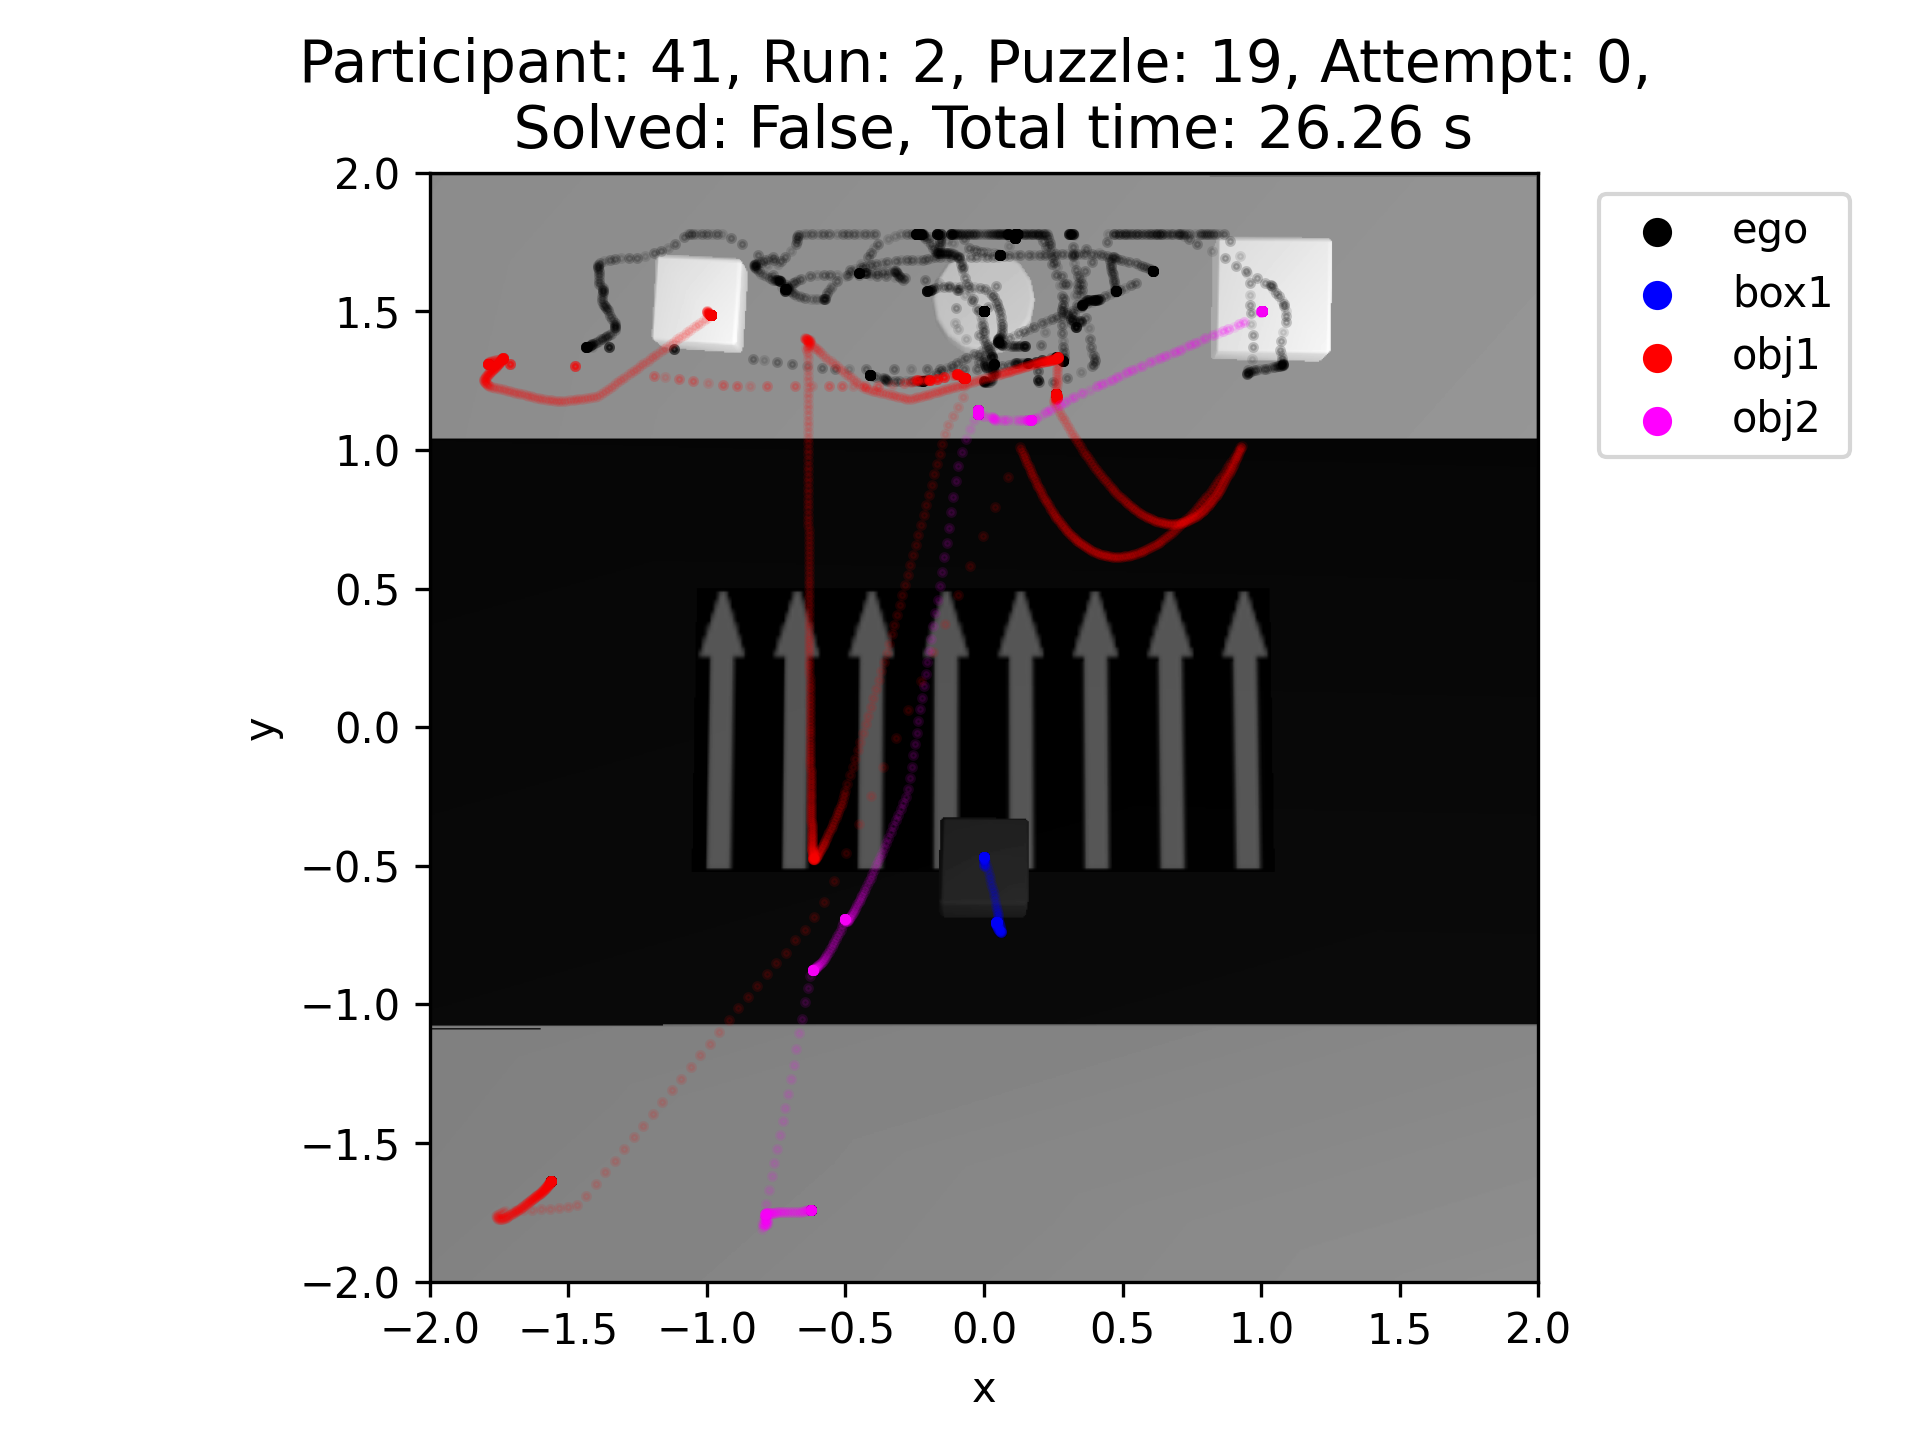 Participant: 41, Run: 2, Puzzle: 19, Attempt: 0,
Solved: False, Total time: 26.26 s
ego
box1
obj1
obj2
2.0
1.5
1.0
0.5
0.0
−0.5
−1.0
−1.5
−2.0
y
−2.0 −1.5 −1.0 −0.5 0.0 0.5 1.0 1.5 2.0
x